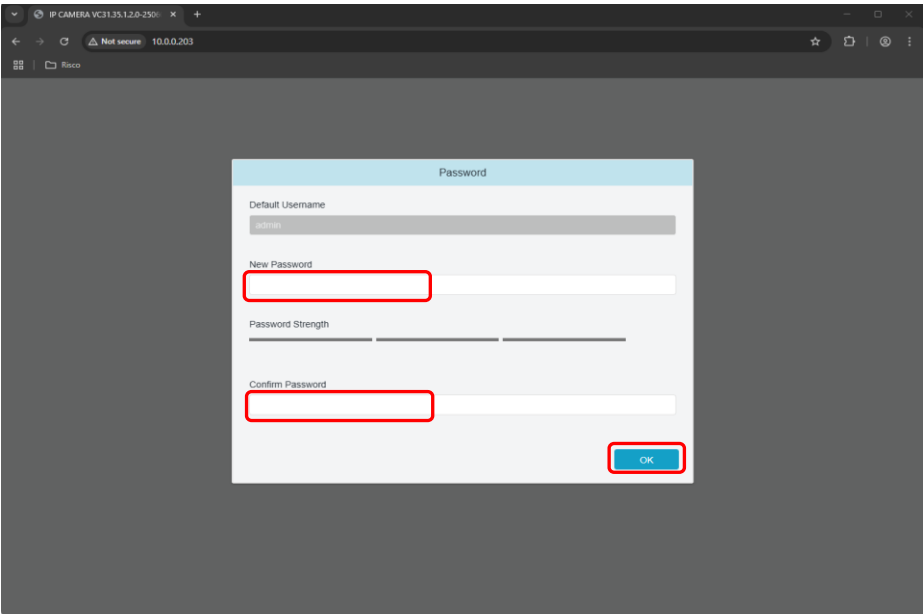 IP CAMERA VC31.35.1.2.0-250
Not secure 10.0.0.203
Risco
Password
Default Username
admin
New Password
Password Strength
Confirm Password
OK